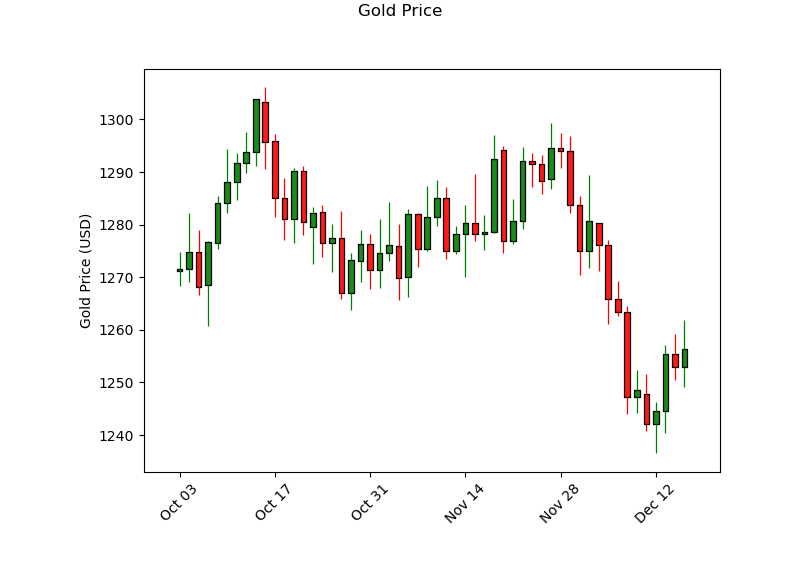 Gold Price
Gold Price (USD)
1300
1290
1280
1270
1260
1250
1240
Oct 03
Oct 17
Oct 31
Nov 14
Nov 28
Dec 12